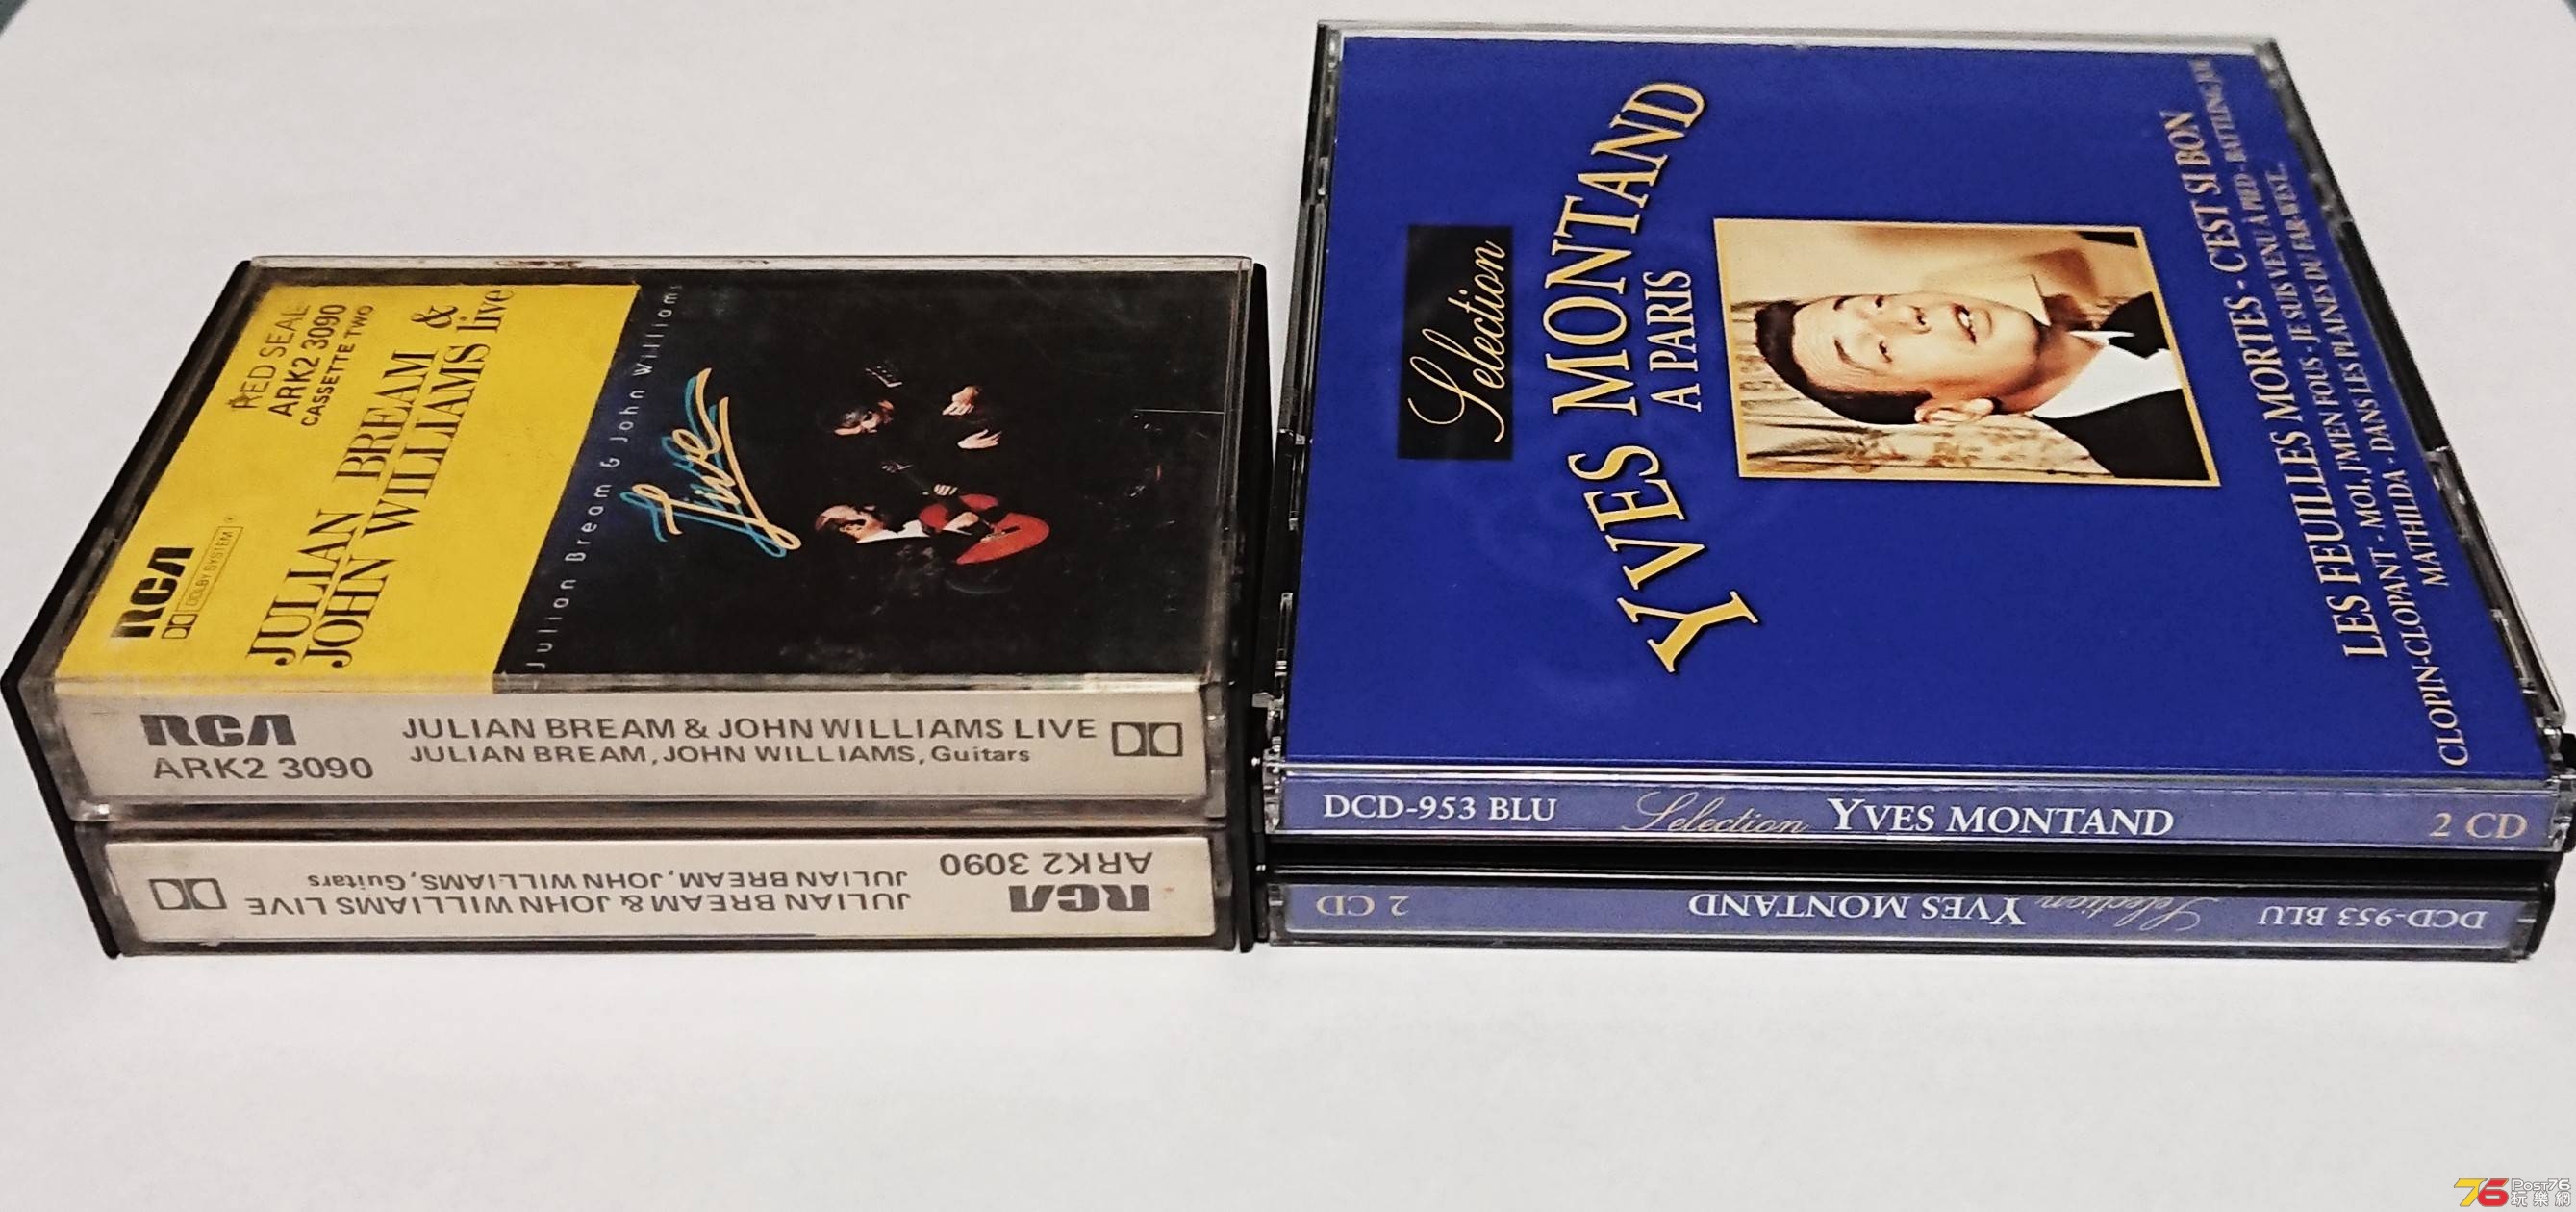 RED SEAL
ARK2 3090
CASSETTE TWO
RCA
DOLBY SYSTEM
JULIAN BREAM &
JOHN WILLIAMS live
Julian Bream & John Williams
Live
RCA
ARK2 3090
JULIAN BREAM & JOHN WILLIAMS LIVE
JULIAN BREAM, JOHN WILLIAMS, Guitars
RCA
ARK2 3090
JULIAN BREAM & JOHN WILLIAMS LIVE
JULIAN BREAM, JOHN WILLIAMS, Guitars
Selection
YVES MONTAND
A PARIS
LES FEUILLES MORTES - C'EST SI BON
CLOPIN-CLOPANT - MOI, J'M'EN FOUS - JE SUIS VENU À PIED - BATTLING JOE
MATHILDA - DANS LES PLAINES DU FAR-WEST...
DCD-953 BLU Selection YVES MONTAND 2 CD
DCD-953 BLU Selection YVES MONTAND 2 CD
76 Post76
玩樂網